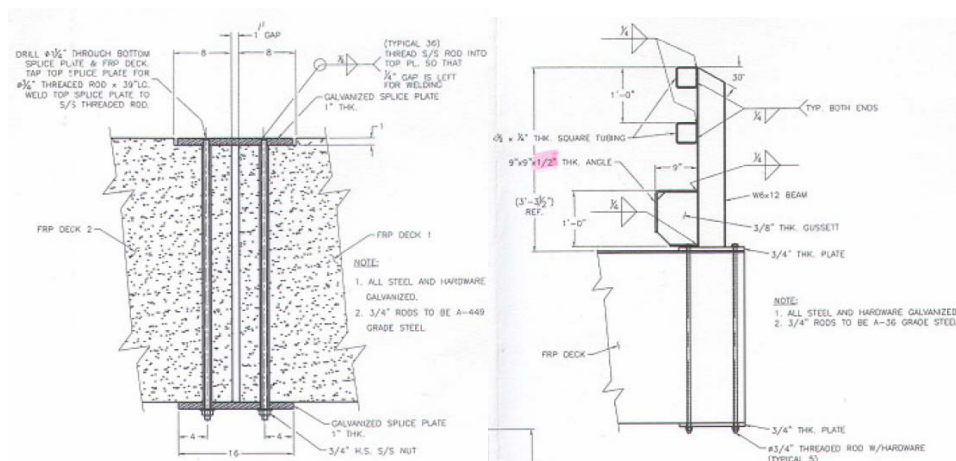 1"
1 GAP
8
8
DRILL ø1¼" THROUGH BOTTOM
SPLICE PLATE & FRP DECK.
TAP TOP SPLICE PLATE FOR
ø¾" THREADED ROD x 39"LG.
WELD TOP SPLICE PLATE TO
S/S THREADED ROD.
(TYPICAL 36)
THREAD S/S ROD INTO
TOP PL. SO THAT
¼" GAP IS LEFT
FOR WELDING
GALVANIZED SPLICE PLATE
1" THK.
1
FRP DECK 2
FRP DECK 1
NOTE:
1. ALL STEEL AND HARDWARE
GALVANIZED.
2. 3/4" RODS TO BE A-449
GRADE STEEL
GALVANIZED SPLICE PLATE
1" THK.
3/4" H.S. S/S NUT
4
4
16
¼
30°
1'-0"
¼
TYP. BOTH ENDS
x ¼" THK. SQUARE TUBING
9"x9"x1/2" THK. ANGLE
9"
¼
(3'-3½")
REF.
¼
1'-0"
W6x12 BEAM
3/8" THK. GUSSETT
3/4" THK. PLATE
NOTE:
1. ALL STEEL AND HARDWARE GALVANIZED
2. 3/4" RODS TO BE A-36 GRADE STEEL
FRP DECK
3/4" THK. PLATE
ø3/4" THREADED ROD W/HARDWARE
(TYPICAL 5)